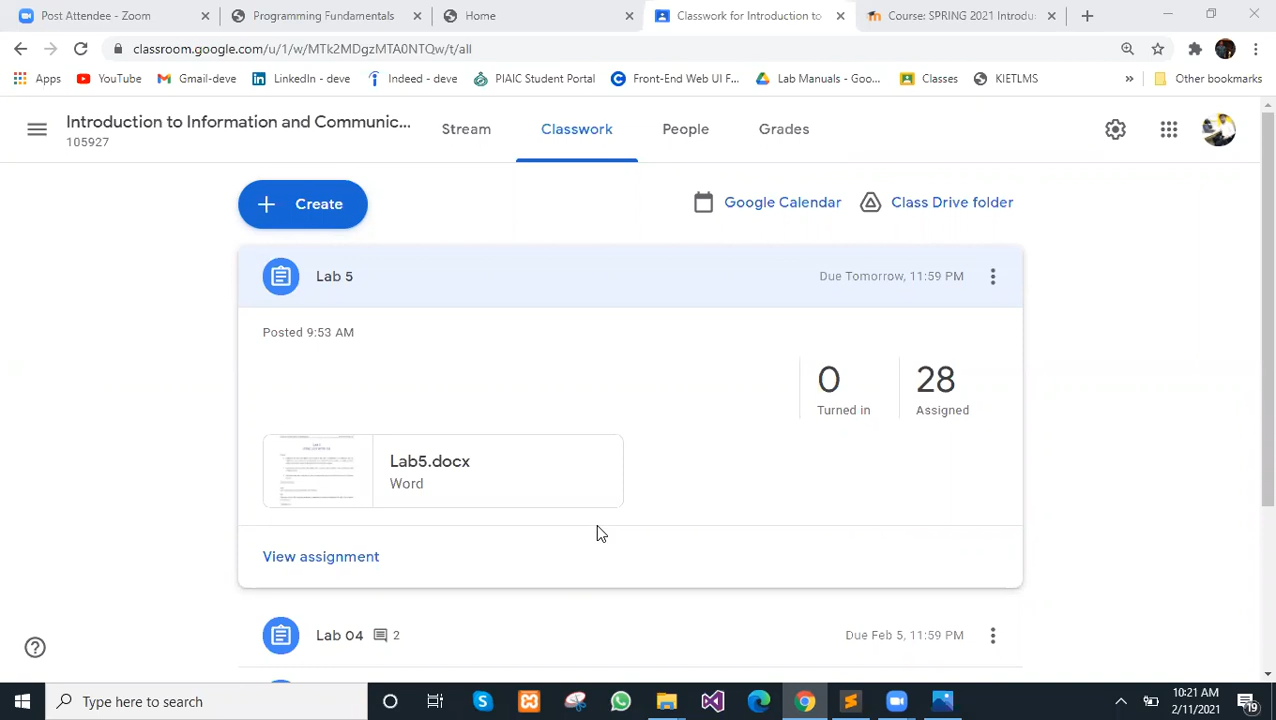 Post Attendee - Zoom
Programming Fundamentals
Home
Classwork for Introduction to
Course: SPRING 2021 Introdu
classroom.google.com/u/1/w/MTk2MDgzMTA0NTQw/t/all
Apps
YouTube
Gmail-deve
LinkedIn - deve
Indeed - deve
PIAIC Student Portal
Front-End Web UI F...
Lab Manuals - Goo...
Classes
KIETLMS
»
Other bookmarks
Introduction to Information and Communic...
105927
Stream
Classwork
People
Grades
+ Create
Google Calendar
Class Drive folder
Lab 5
Due Tomorrow, 11:59 PM
Posted 9:53 AM
0
28
Turned in
Assigned
Lab5.docx
Word
View assignment
Lab 04
2
Due Feb 5, 11:59 PM
Type here to search
10:21 AM
2/11/2021
19